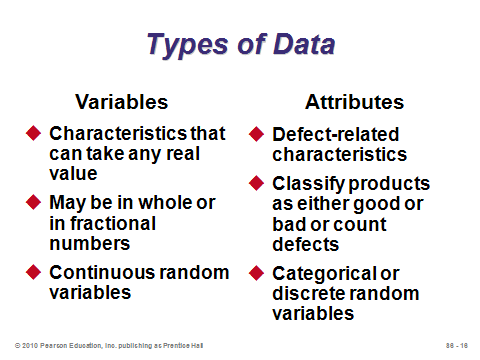 Types of Data
Variables
Characteristics that
can take any real
value
May be in whole or
in fractional
numbers
Continuous random
variables
Attributes
Defect-related
characteristics
Classify products
as either good or
bad or count
defects
Categorical or
discrete random
variables
© 2010 Pearson Education, Inc. publishing as Prentice Hall
S6 - 16